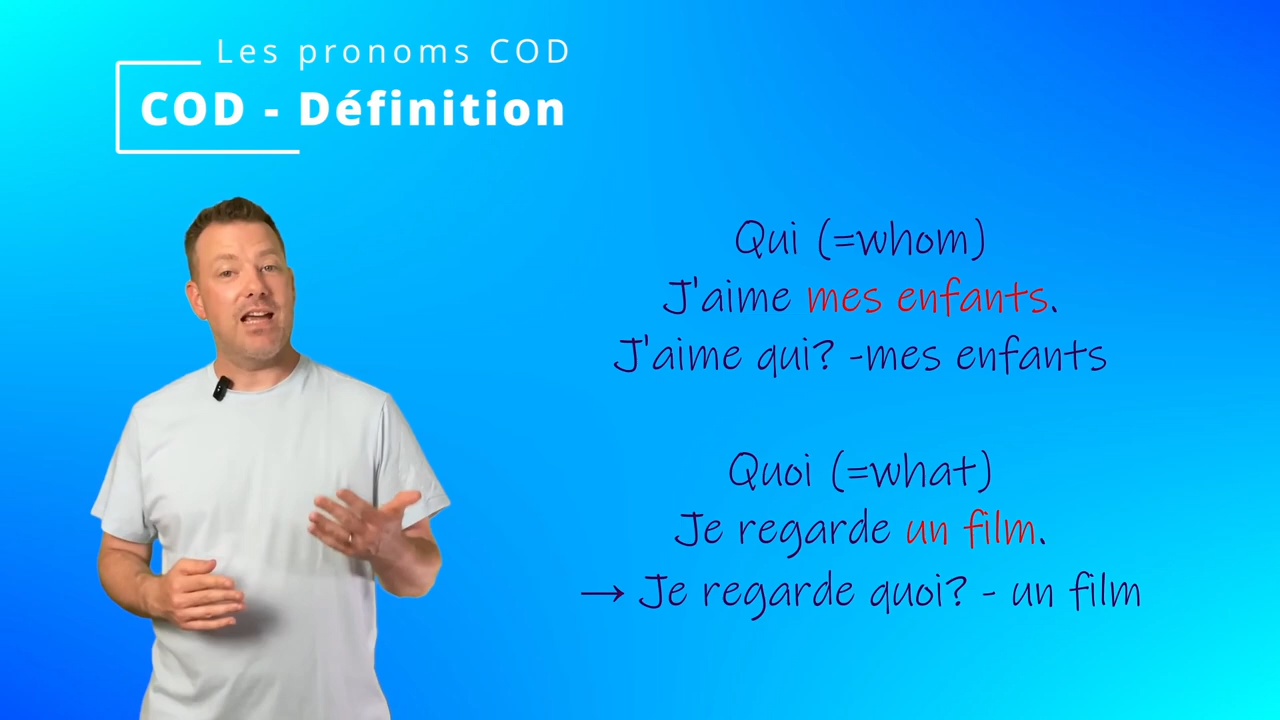 Les pronoms COD
COD - Définition
Qui (=whom)
J'aime mes enfants.
J'aime qui? -mes enfants
Quoi (=what)
Je regarde un film.
→ Je regarde quoi? - un film